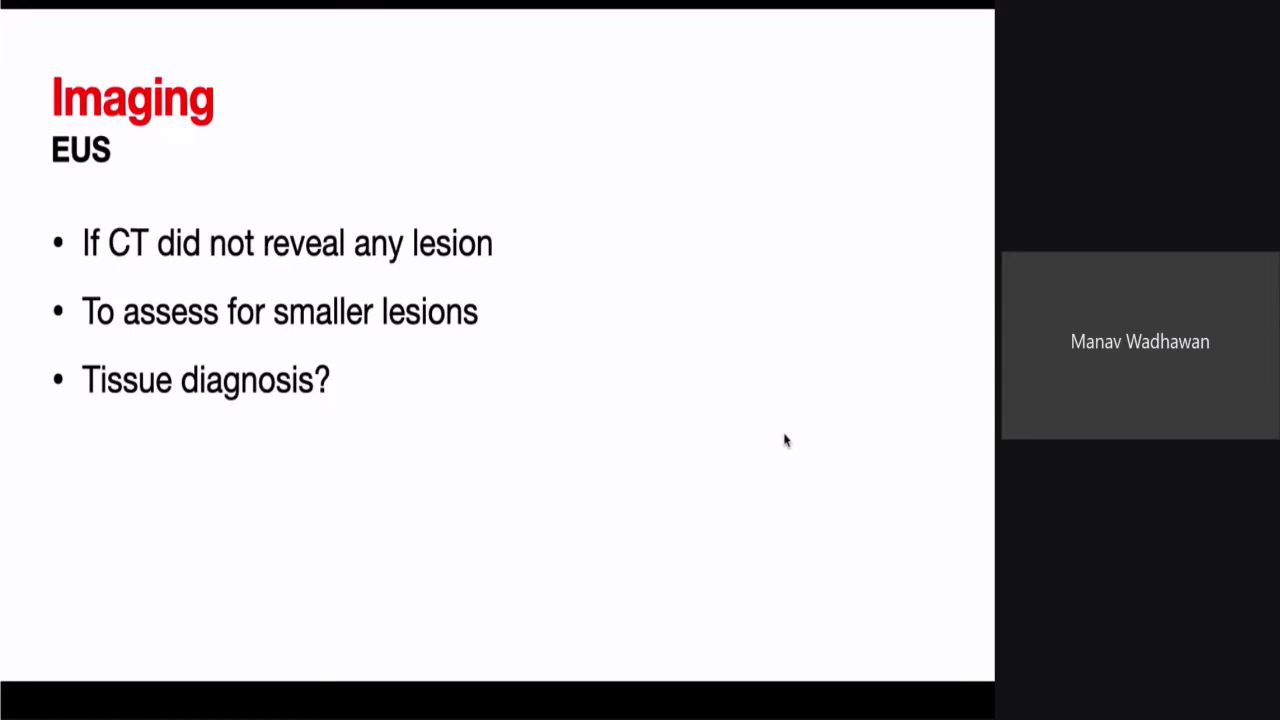 Imaging
EUS
• If CT did not reveal any lesion
• To assess for smaller lesions
• Tissue diagnosis?
Manav Wadhawan